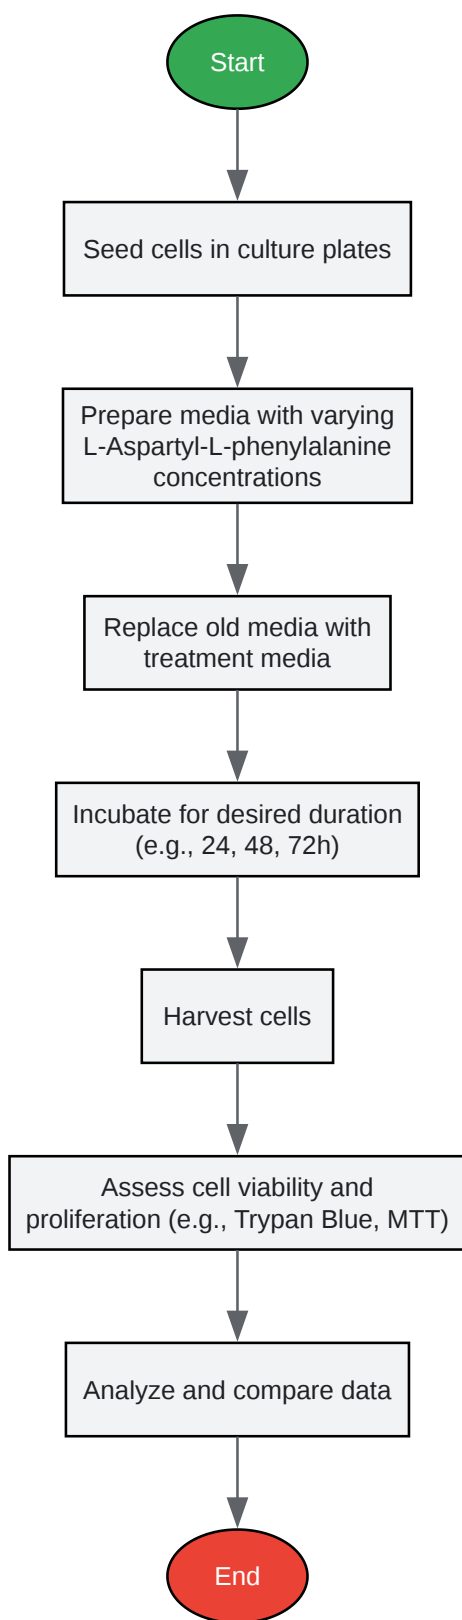 Start
Seed cells in culture plates
Prepare media with varying
L-Aspartyl-L-phenylalanine
concentrations
Replace old media with
treatment media
Incubate for desired duration
(e.g., 24, 48, 72h)
Harvest cells
Assess cell viability and
proliferation (e.g., Trypan Blue, MTT)
Analyze and compare data
End